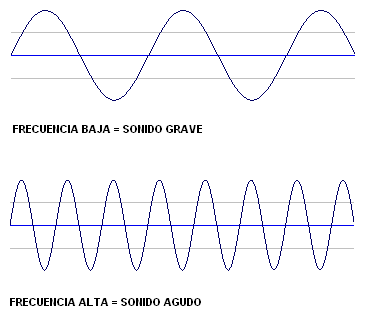 FRECUENCIA BAJA = SONIDO GRAVE
FRECUENCIA ALTA = SONIDO AGUDO